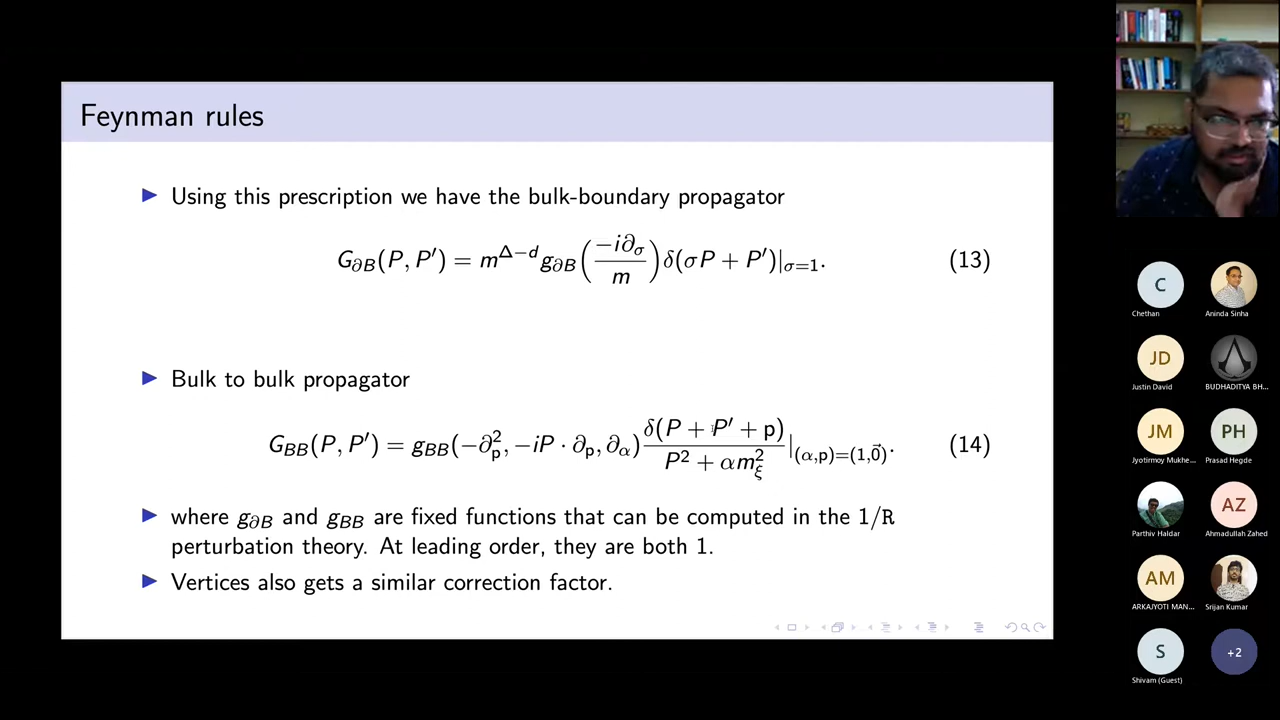 Feynman rules
▶ Using this prescription we have the bulk-boundary propagator
G_{∂B}(P, P′) = m^{Δ−d} g_{∂B}(−i∂_σ / m) δ(σP + P′)|_{σ=1}. (13)
▶ Bulk to bulk propagator
G_{BB}(P, P′) = g_{BB}(−∂_p^2, −iP · ∂_p, ∂_α) δ(P + P′ + p) / (P^2 + αm_ξ^2) |_{(α,p)=(1,\vec{0})}. (14)
▶ where g_{∂B} and g_{BB} are fixed functions that can be computed in the 1/R
perturbation theory. At leading order, they are both 1.
▶ Vertices also gets a similar correction factor.
C
Chethan
Aninda Sinha
JD
Justin David
BUDHADITYA BH...
JM
Jyotirmoy Mukhe...
PH
Prasad Hegde
Parthiv Haldar
AZ
Ahmadullah Zahed
AM
ARKAJYOTI MAN...
Srijan Kumar
S
Shivam (Guest)
+2